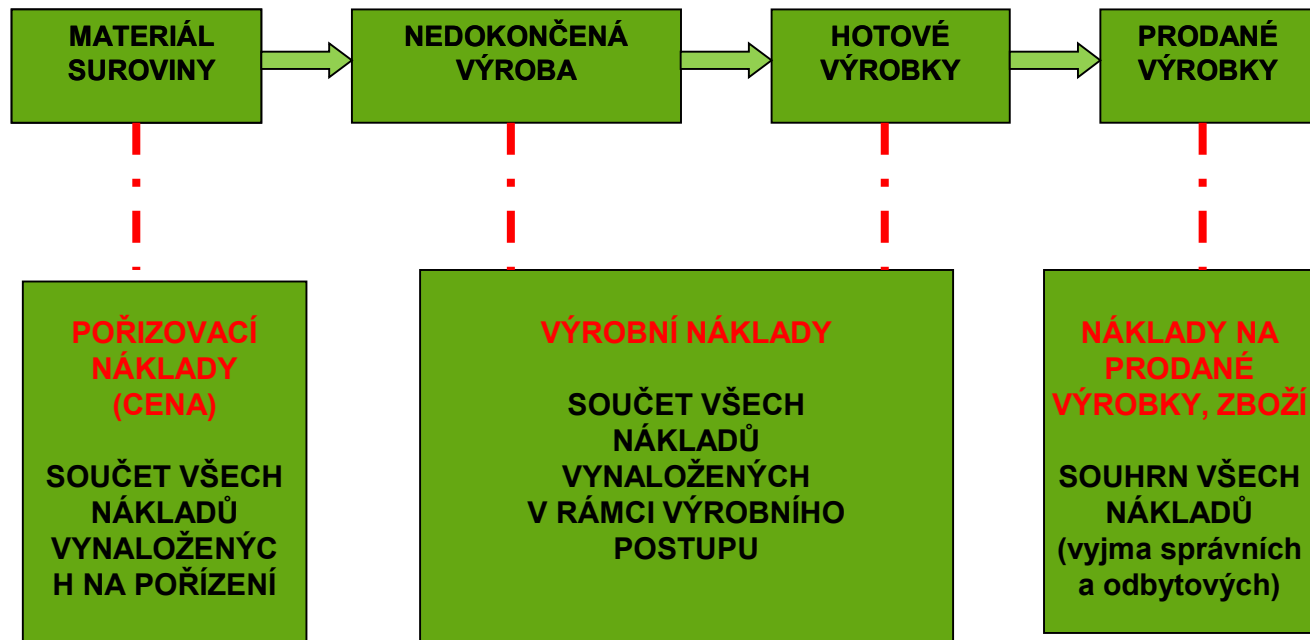 MATERIÁL
SUROVINY
NEDOKONČENÁ
VÝROBA
HOTOVÉ
VÝROBKY
PRODANÉ
VÝROBKY
POŘIZOVACÍ
NÁKLADY
(CENA)
SOUČET VŠECH
NÁKLADŮ
VYNALOŽENÝC
H NA POŘÍZENÍ
VÝROBNÍ NÁKLADY
SOUČET VŠECH
NÁKLADŮ
VYNALOŽENÝCH
V RÁMCI VÝROBNÍHO
POSTUPU
NÁKLADY NA
PRODANÉ
VÝROBKY, ZBOŽÍ
SOUHRN VŠECH
NÁKLADŮ
(vyjma správních
a odbytových)